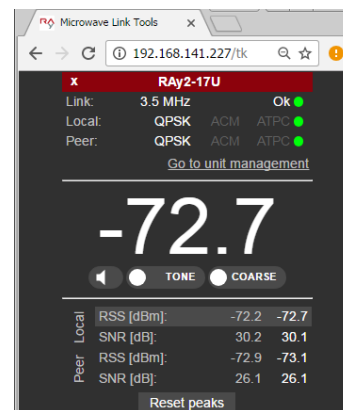 Microwave Link Tools x
192.168.141.227/tk
x RAy2-17U
Link: 3.5 MHz Ok
Local: QPSK ACM ATPC
Peer: QPSK ACM ATPC
Go to unit management
-72.7
TONE COARSE
Local
RSS [dBm]: -72.2 -72.7
SNR [dB]: 30.2 30.1
Peer
RSS [dBm]: -72.9 -73.1
SNR [dB]: 26.1 26.1
Reset peaks